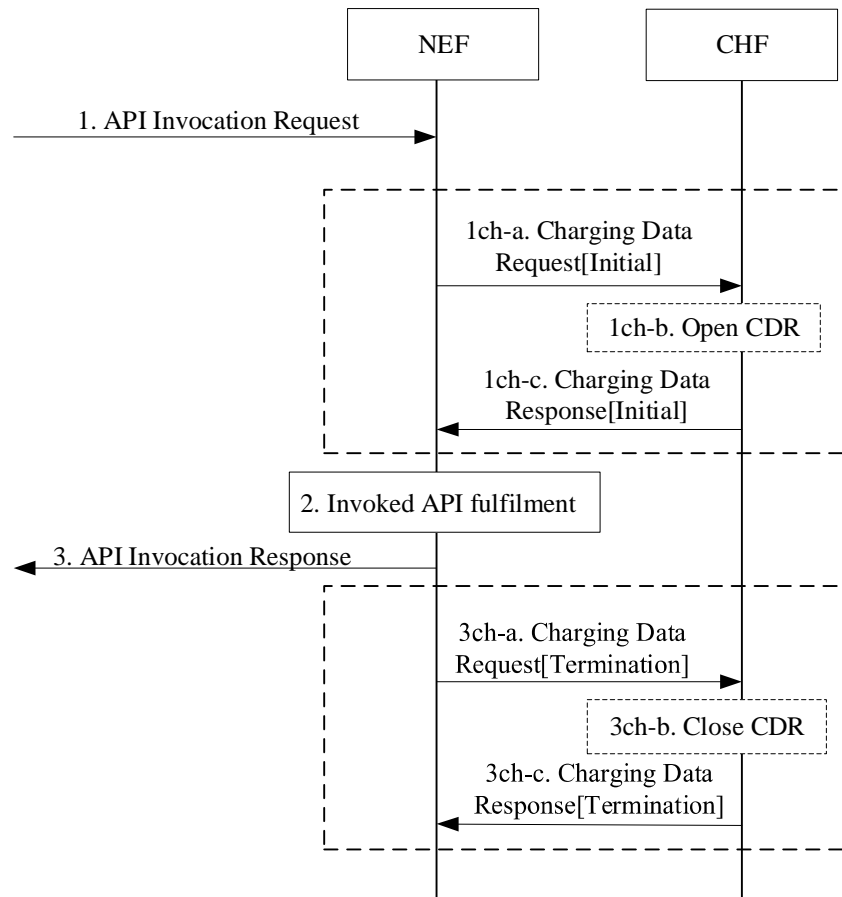 NEF
CHF
1. API Invocation Request
1ch-a. Charging Data
Request[Initial]
1ch-b. Open CDR
1ch-c. Charging Data
Response[Initial]
2. Invoked API fulfilment
3. API Invocation Response
3ch-a. Charging Data
Request[Termination]
3ch-b. Close CDR
3ch-c. Charging Data
Response[Termination]